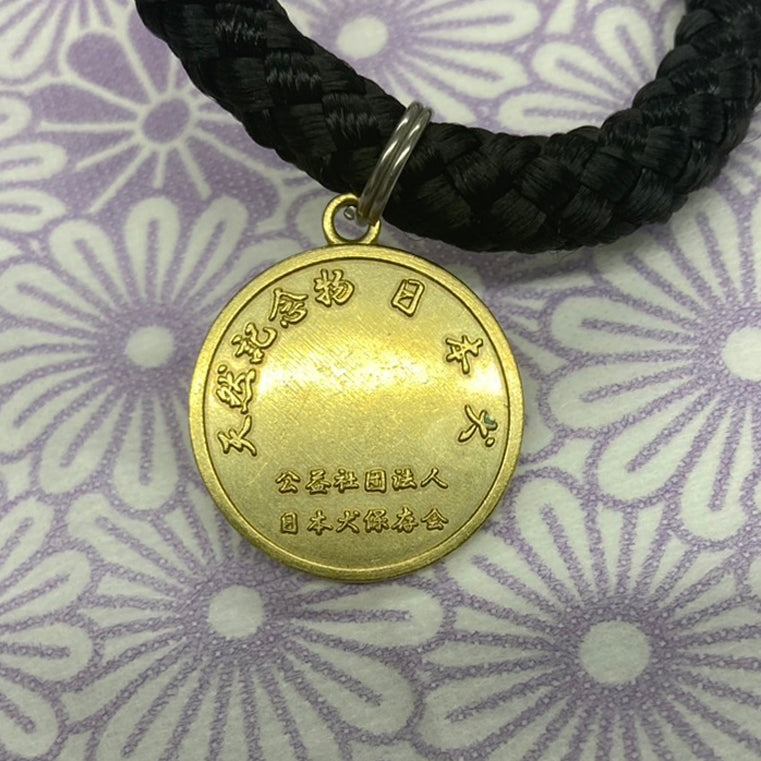 天然記念物 日本犬
公益社団法人
日本犬保存会